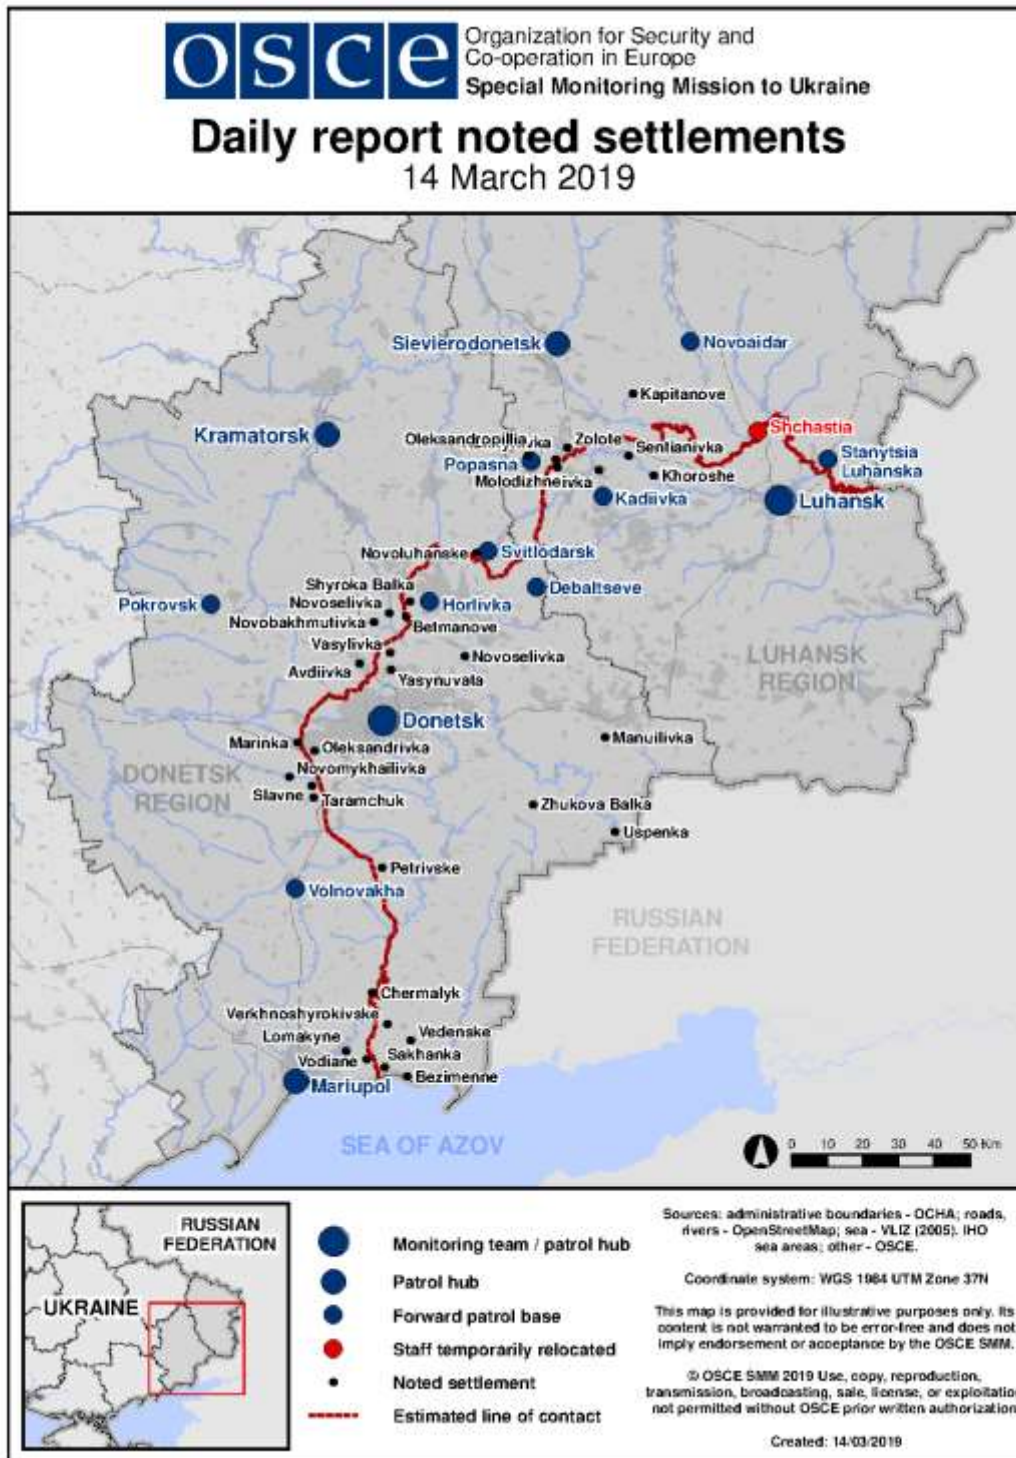 OSCE
Organization for Security and
Co-operation in Europe
Special Monitoring Mission to Ukraine
Daily report noted settlements
14 March 2019
Sievierodonetsk
Novoaidar
Kapitanove
Kramatorsk
Shchastia
Oleksandropillia
Zolote
Sentianivka
Stanytsia
Luhanska
Popasna
Molodizhne
Khoroshe
Kadiivka
Luhansk
Novoluhanske
Svitlodarsk
Shyroka Balka
Debaltseve
Pokrovsk
Novoselivka
Horlivka
Novobakhmutivka
Betmanove
Vasylivka
Novoselivka
Avdiivka
Yasynuvata
LUHANSK
REGION
Donetsk
Marinka
Oleksandrivka
Manuilivka
DONETSK
REGION
Novomykhailivka
Slavne
Taramchuk
Zhukova Balka
Uspenka
Petrivske
Volnovakha
RUSSIAN
FEDERATION
Chermalyk
Verkhnoshyrokivske
Lomakyne
Vedenske
Vodiane
Sakhanka
Mariupol
Bezimenne
SEA OF AZOV
0 10 20 30 40 50 Km
RUSSIAN
FEDERATION
UKRAINE
Monitoring team / patrol hub
Patrol hub
Forward patrol base
Staff temporarily relocated
Noted settlement
Estimated line of contact
Sources: administrative boundaries - OCHA; roads,
rivers - OpenStreetMap; sea - VLIZ (2005). IHO
sea areas; other - OSCE.
Coordinate system: WGS 1984 UTM Zone 37N
This map is provided for illustrative purposes only. Its
content is not warranted to be error-free and does not
imply endorsement or acceptance by the OSCE SMM.
© OSCE SMM 2019 Use, copy, reproduction,
transmission, broadcasting, sale, license, or exploitation
not permitted without OSCE prior written authorization
Created: 14/03/2019